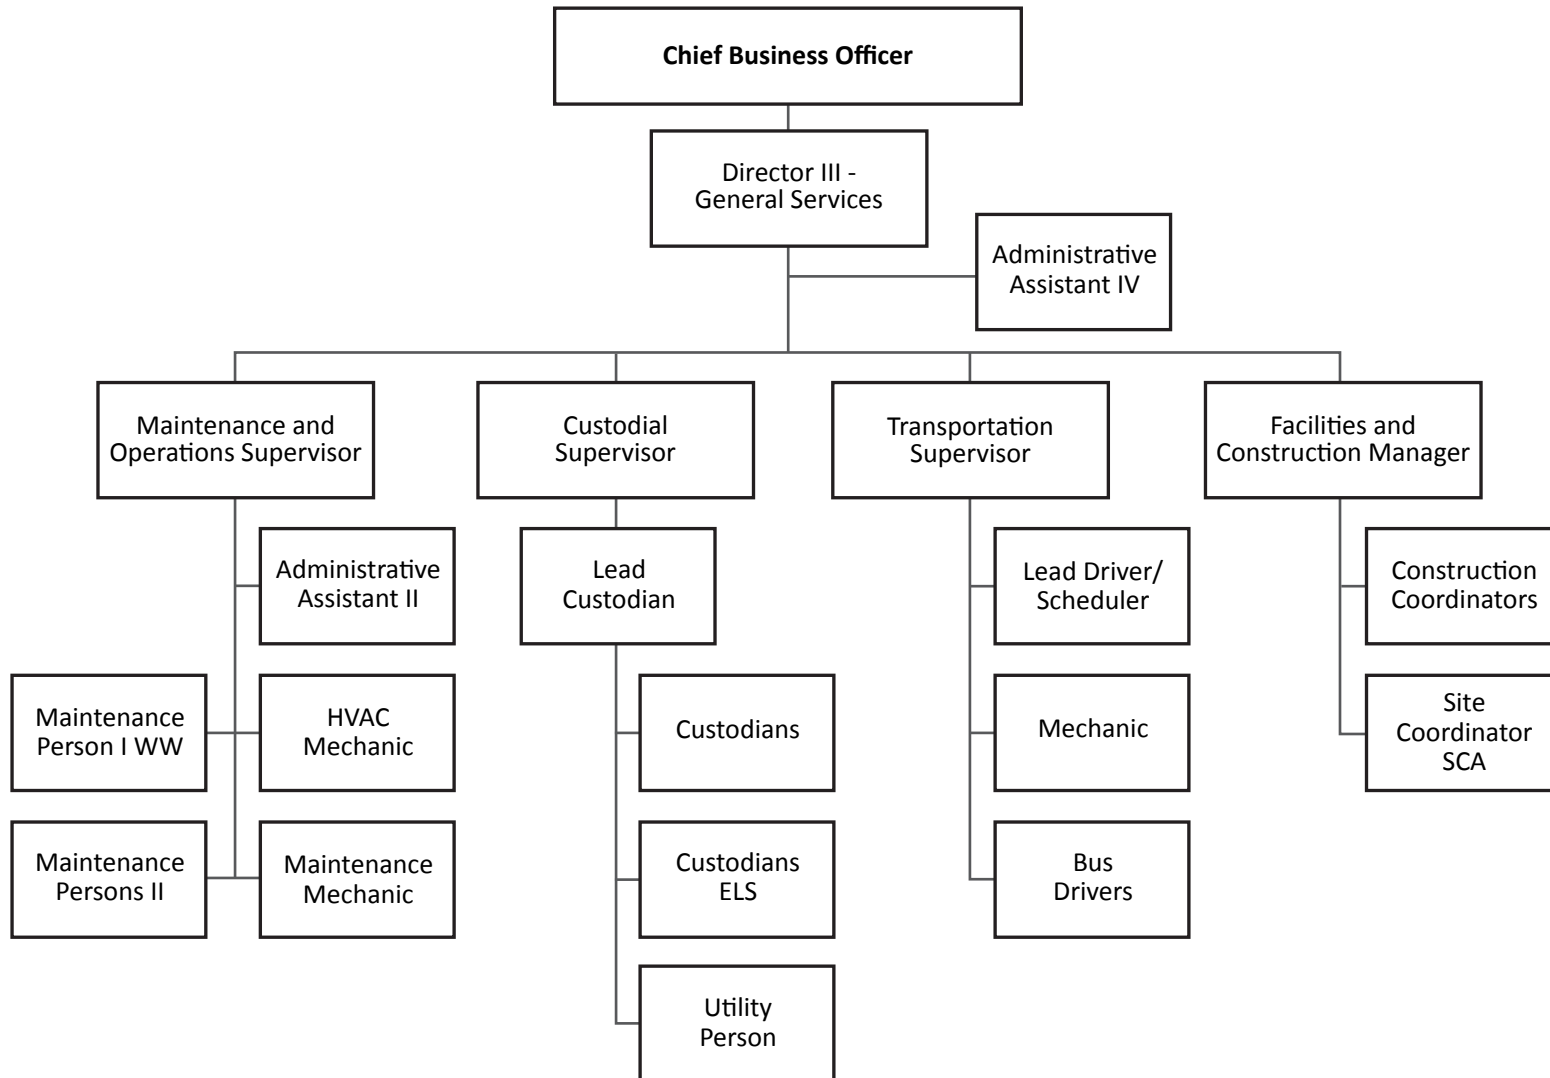 Chief Business Officer
Director III -
General Services
Administrative
Assistant IV
Maintenance and
Operations Supervisor
Custodial
Supervisor
Transportation
Supervisor
Facilities and
Construction Manager
Administrative
Assistant II
Lead
Custodian
Lead Driver/
Scheduler
Construction
Coordinators
Maintenance
Person I WW
HVAC
Mechanic
Custodians
Mechanic
Site
Coordinator
SCA
Maintenance
Persons II
Maintenance
Mechanic
Custodians
ELS
Bus
Drivers
Utility
Person